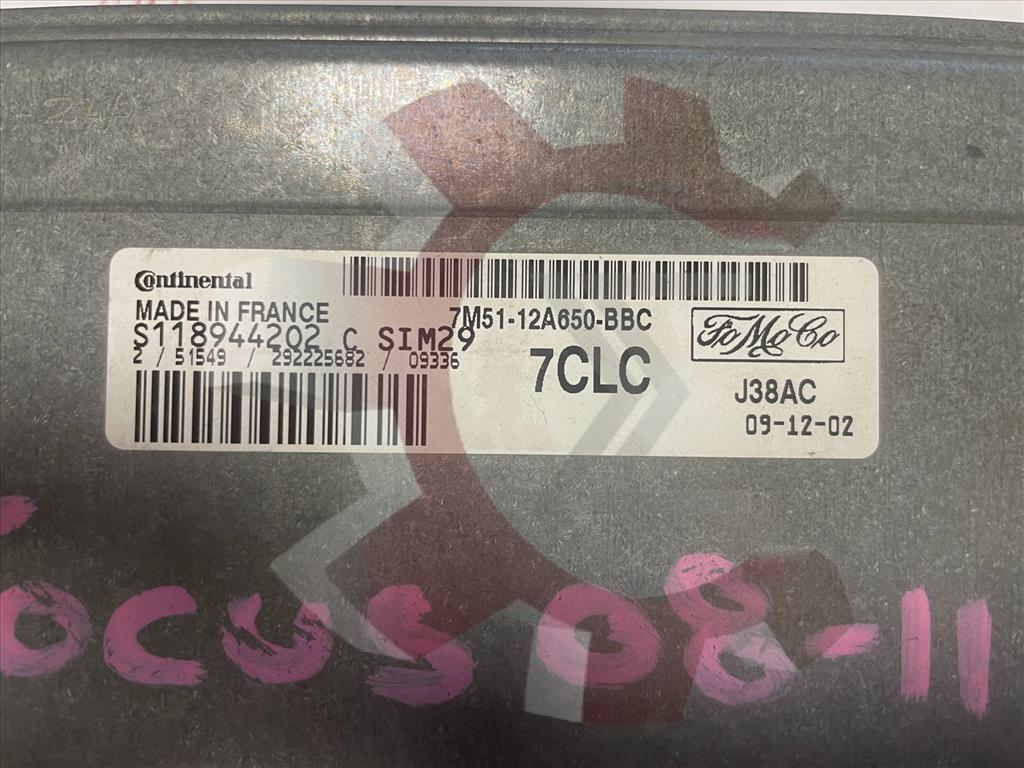 Continental
MADE IN FRANCE
7M51-12A650-BBC
FoMoCo
S118944202 C SIM29
2 / 51549 / 292225682 / 09336
7CLC
J38AC
09-12-02
OCUS 08-11